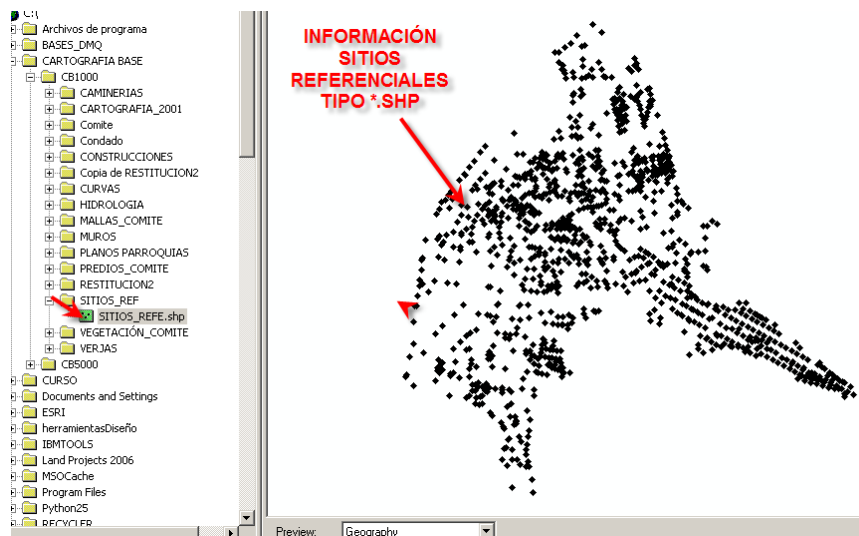 C:\
Archivos de programa
BASES_DMQ
CARTOGRAFIA BASE
CB1000
CAMINERIAS
CARTOGRAFIA_2001
Comite
Condado
CONSTRUCCIONES
Copia de RESTITUCION2
CURVAS
HIDROLOGIA
MALLAS_COMITE
MUROS
PLANOS PARROQUIAS
PREDIOS_COMITE
RESTITUCION2
SITIOS_REF
SITIOS_REFE.shp
VEGETACIÓN_COMITE
VERJAS
CB5000
CURSO
Documents and Settings
ESRI
herramientasDiseño
IBMTOOLS
Land Projects 2006
MSOCache
Program Files
Python25
RECYCLER
INFORMACIÓN
SITIOS
REFERENCIALES
TIPO *.SHP
Preview: Geography